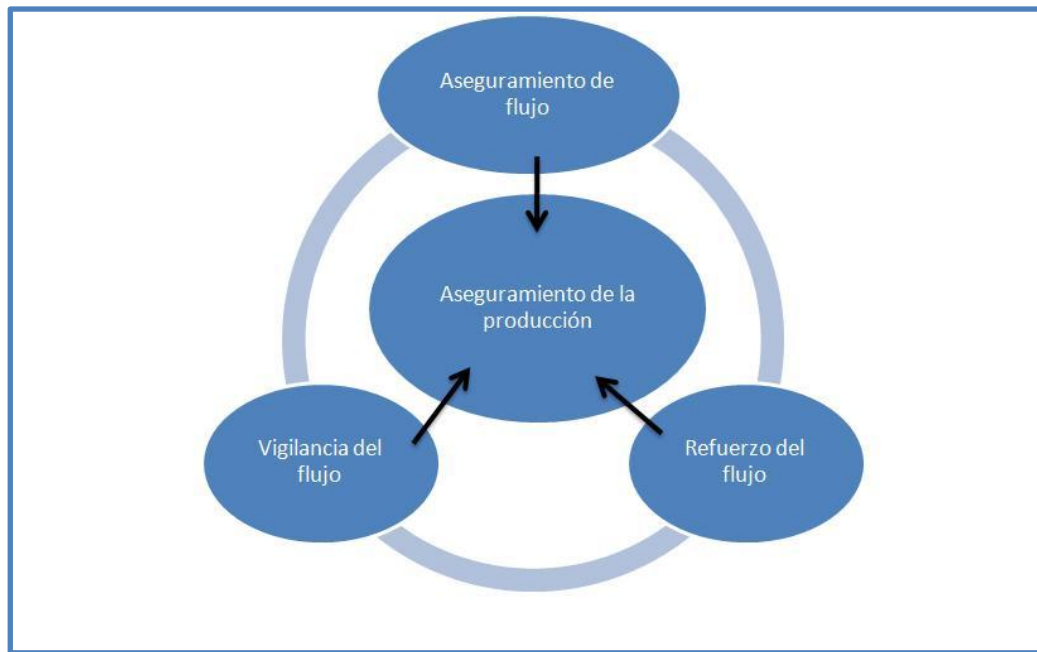 Aseguramiento de
flujo
Aseguramiento de la
producción
Vigilancia del
flujo
Refuerzo del
flujo